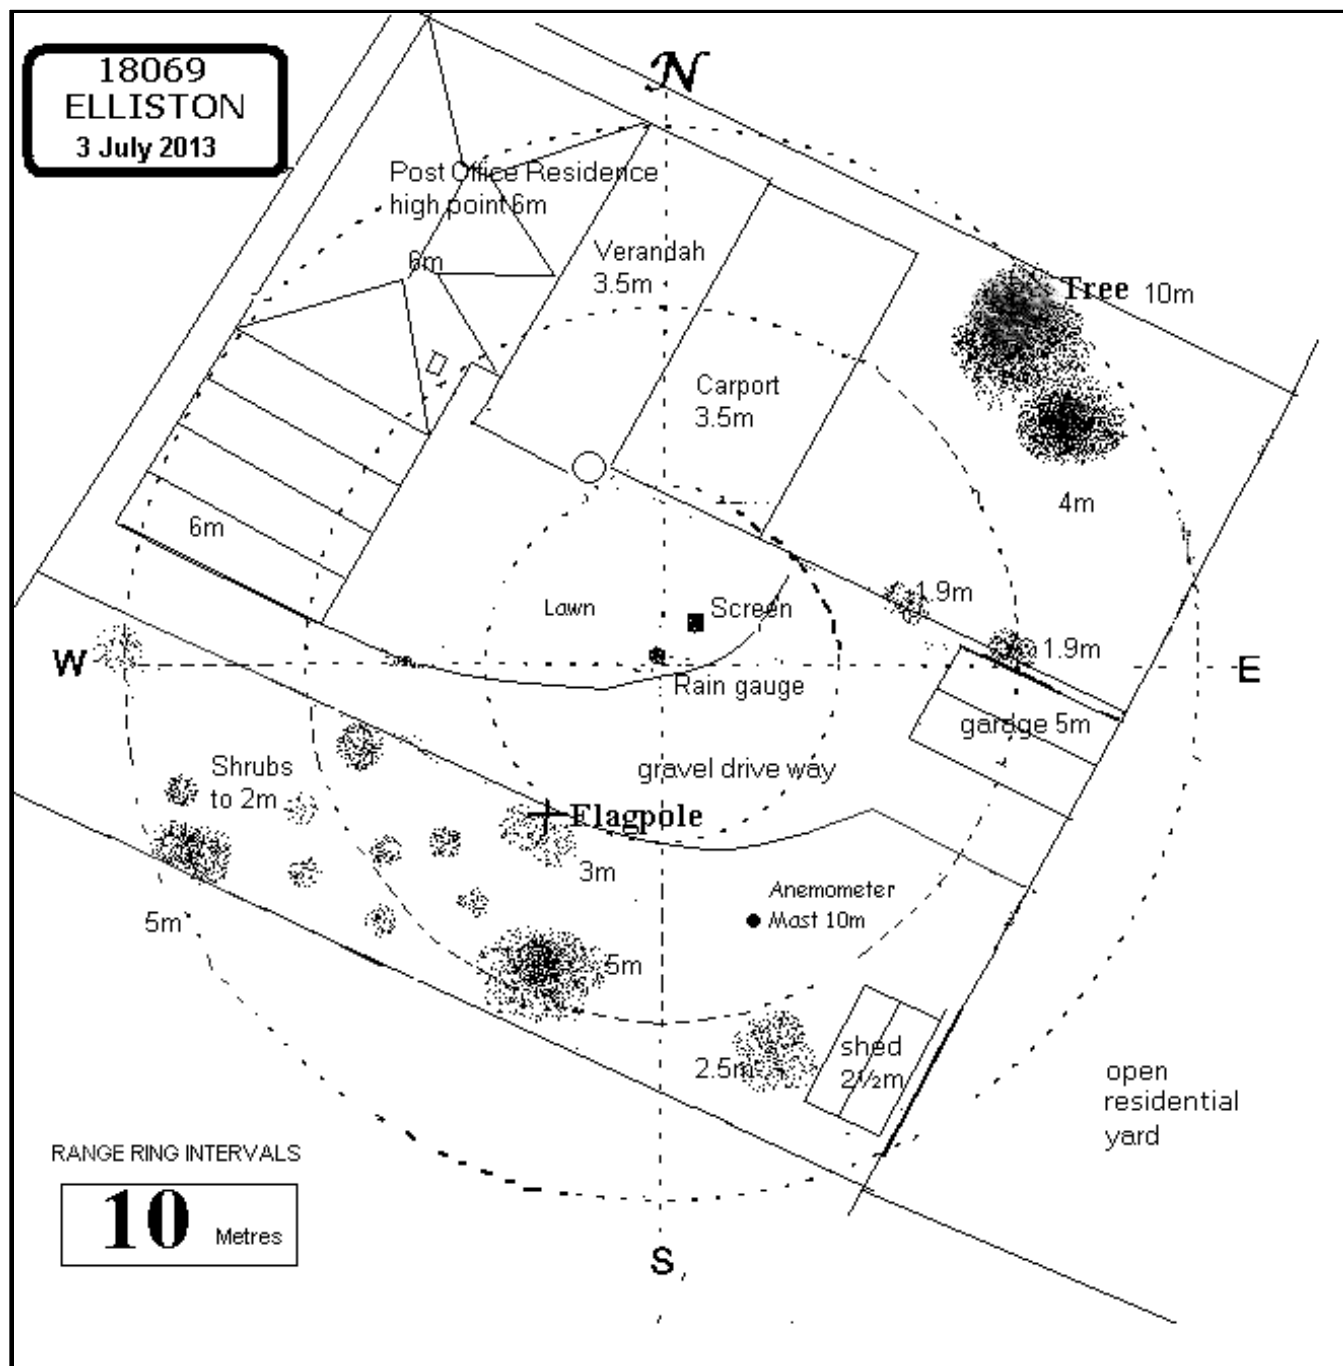 18069
ELLISTON
3 July 2013
N
Post Office Residence
high point 6m
6m
Verandah
3.5m
Tree 10m
Carport
3.5m
4m
6m
1.9m
Lawn
Screen
1.9m
W
E
Rain gauge
garage 5m
Shrubs
to 2m
gravel drive way
Flagpole
3m
Anemometer
Mast 10m
5m
5m
2.5m
shed
2½m
open
residential
yard
RANGE RING INTERVALS
10 Metres
S